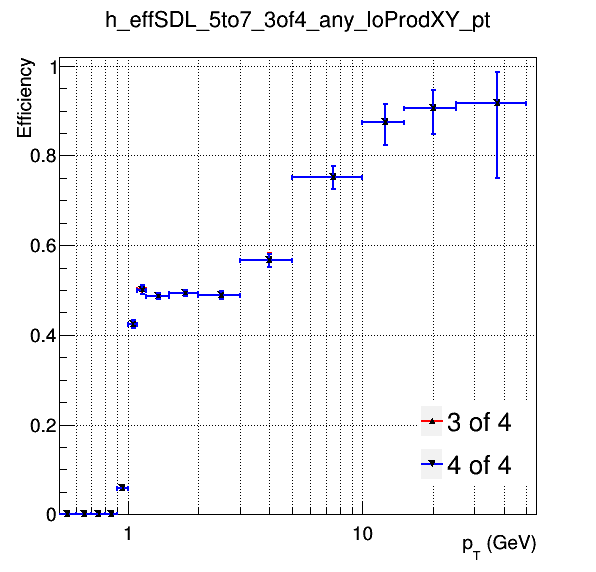 h_effSDL_5to7_3of4_any_loProdXY_pt
Efficiency
1
0.8
0.6
0.4
0.2
0
3 of 4
4 of 4
1
10
p_T (GeV)